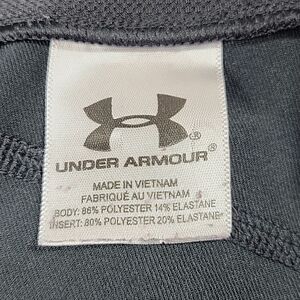 UNDER ARMOUR®
MADE IN VIETNAM
FABRIQUÉ AU VIETNAM
BODY: 86% POLYESTER 14% ELASTANE
INSERT: 80% POLYESTER 20% ELASTANE